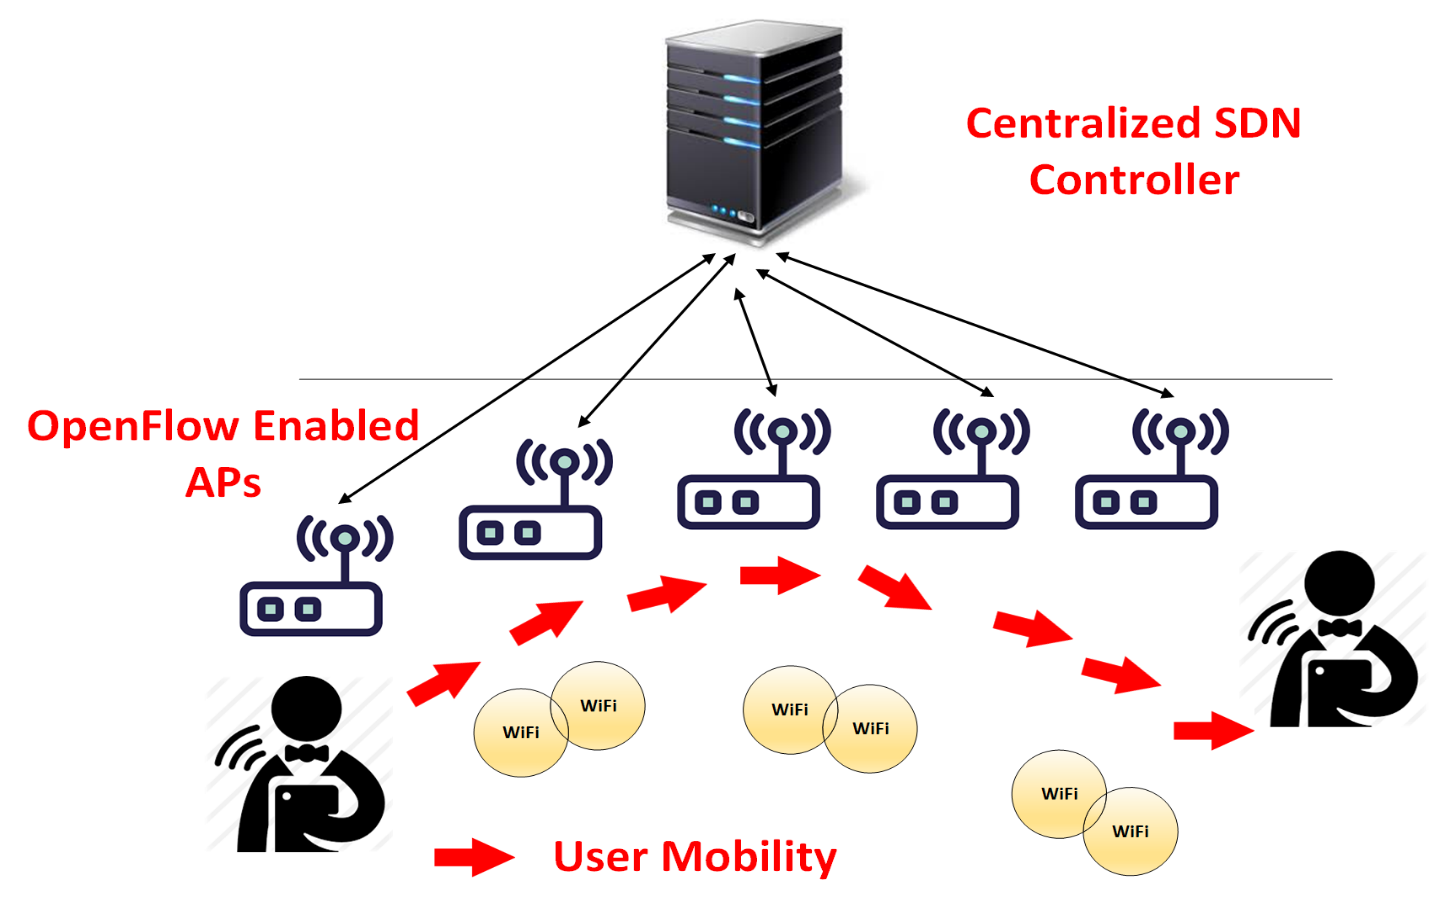 Centralized SDN
Controller
OpenFlow Enabled
APs
WiFi
WiFi
WiFi
WiFi
WiFi
WiFi
User Mobility